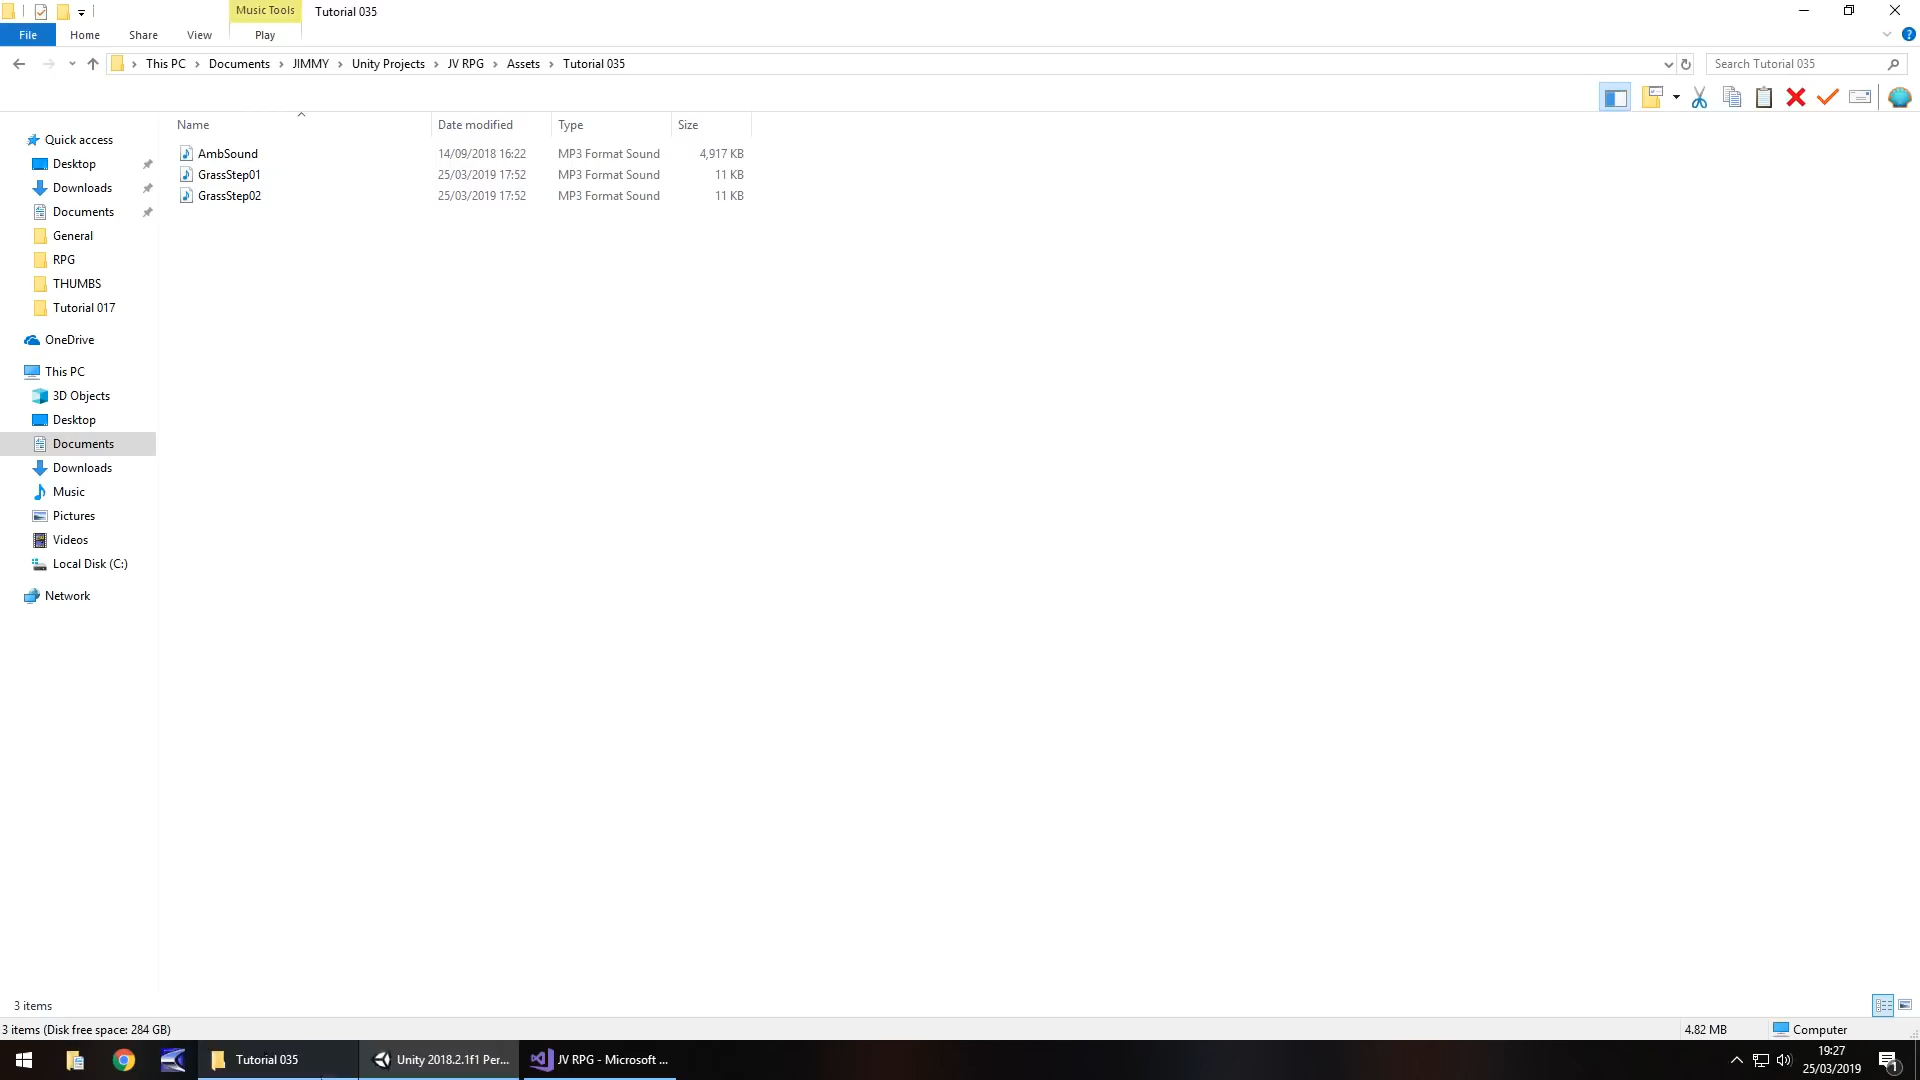 Music Tools
Tutorial 035
File
Home
Share
View
Play
This PC
Documents
JIMMY
Unity Projects
JV RPG
Assets
Tutorial 035
Search Tutorial 035
Name
Date modified
Type
Size
AmbSound
14/09/2018 16:22
MP3 Format Sound
4,917 KB
GrassStep01
25/03/2019 17:52
MP3 Format Sound
11 KB
GrassStep02
25/03/2019 17:52
MP3 Format Sound
11 KB
Quick access
Desktop
Downloads
Documents
General
RPG
THUMBS
Tutorial 017
OneDrive
This PC
3D Objects
Desktop
Documents
Downloads
Music
Pictures
Videos
Local Disk (C:)
Network
3 items
3 items (Disk free space: 284 GB)
4.82 MB
Computer
Tutorial 035
Unity 2018.2.1f1 Per...
JV RPG - Microsoft ...
19:27
25/03/2019
1